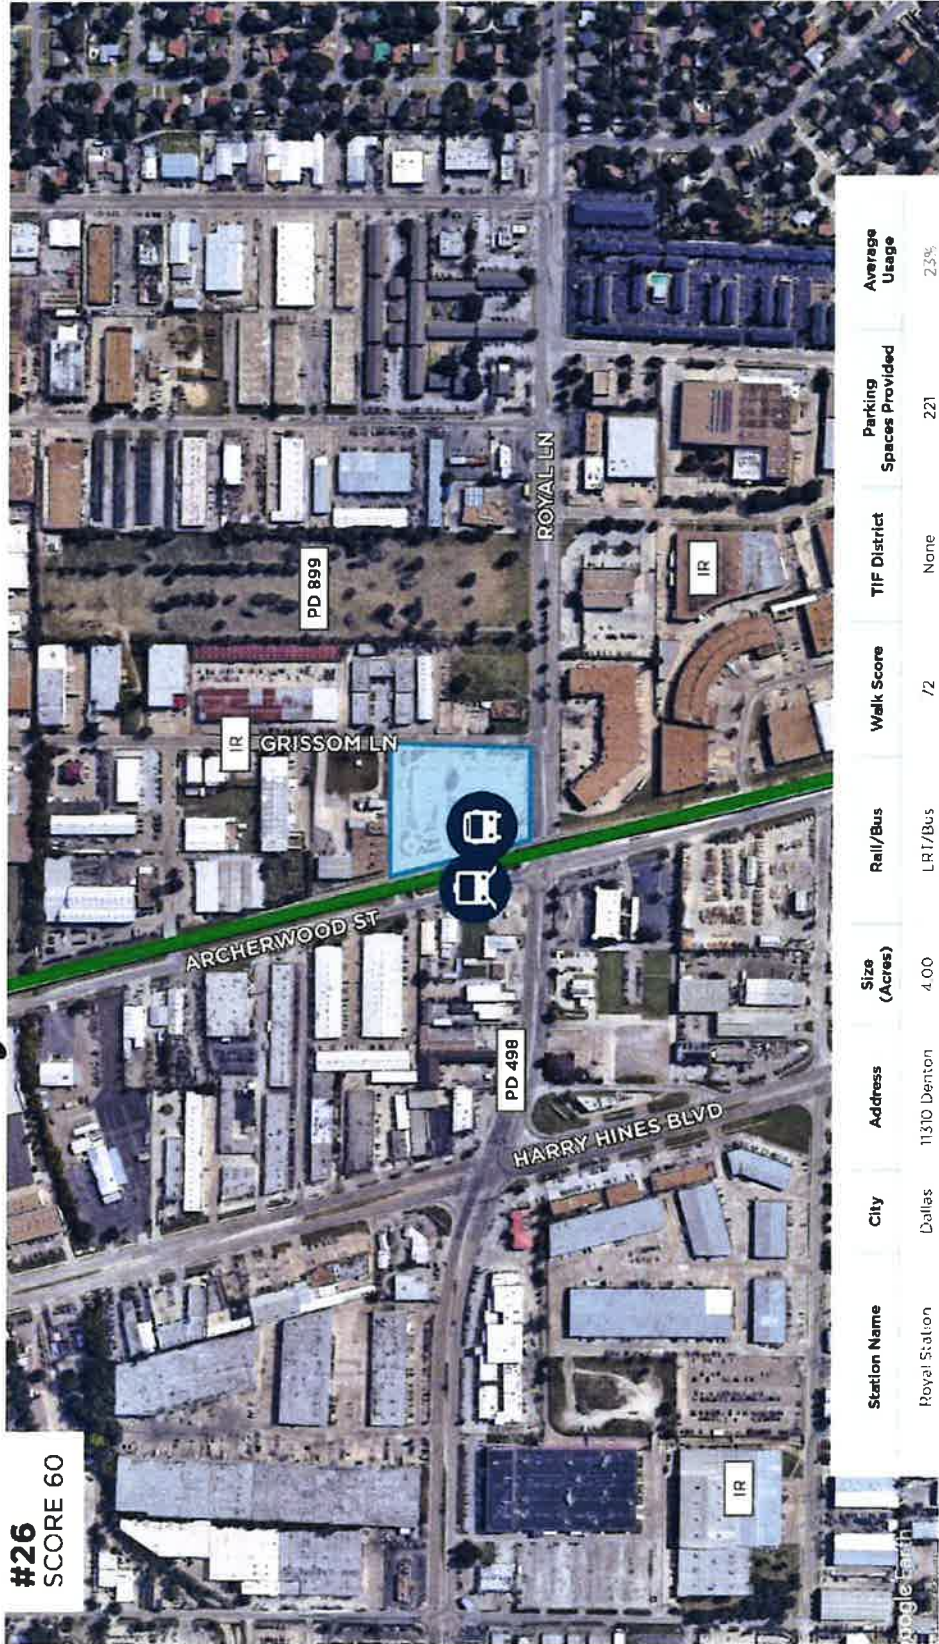 #26
SCORE 60
ARCHERWOOD ST
IR
GRISSOM LN
PD 899
PD 498
HARRY HINES BLVD
ROYAL LN
IR
IR
Station Name City Address Size (Acres) Rail/Bus Walk Score TIF District Parking Spaces Provided Average Usage
Royal Station Dallas 11310 Denton 4.00 LRT/Bus 72 None 221 23%